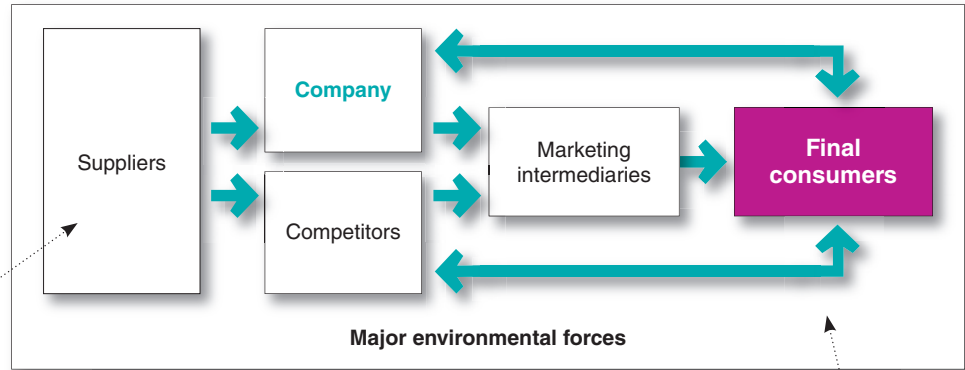 Suppliers
Company
Competitors
Marketing
intermediaries
Final
consumers
Major environmental forces